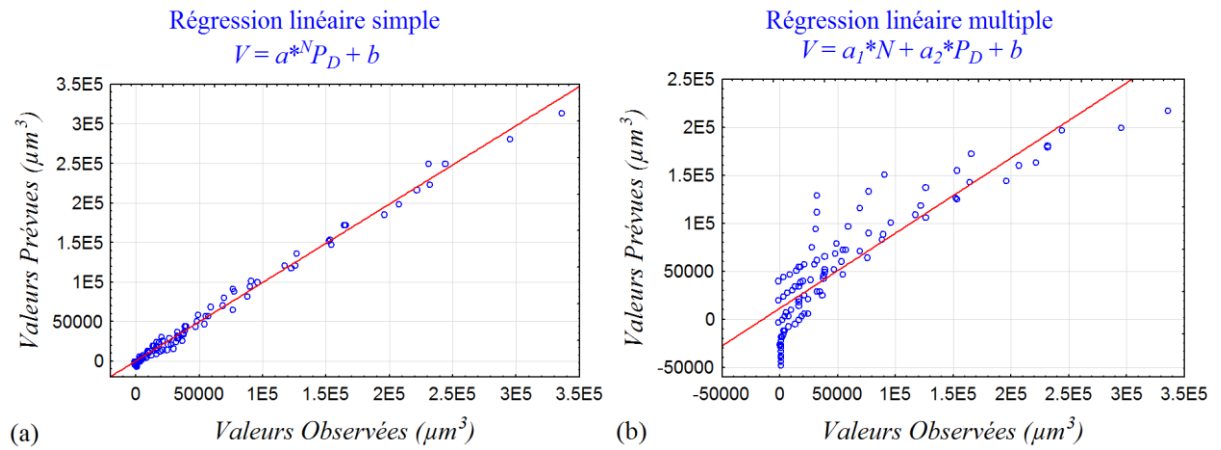 Régression linéaire simple
V = a*ᴺP_D + b
Valeurs Prévues (µm³)
3.5E5
3E5
2.5E5
2E5
1.5E5
1E5
50000
0
0 50000 1E5 1.5E5 2E5 2.5E5 3E5 3.5E5
(a) Valeurs Observées (µm³)
Régression linéaire multiple
V = a₁*N + a₂*P_D + b
Valeurs Prévues (µm³)
2.5E5
2E5
1.5E5
1E5
50000
0
-50000
-50000 0 50000 1E5 1.5E5 2E5 2.5E5 3E5 3.5E5
(b) Valeurs Observées (µm³)